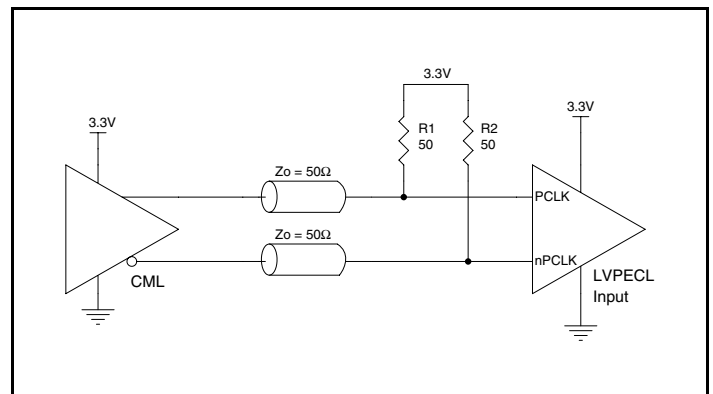 3.3V
3.3V
3.3V
R1
50
R2
50
Zo = 50Ω
PCLK
Zo = 50Ω
nPCLK
CML
LVPECL
Input